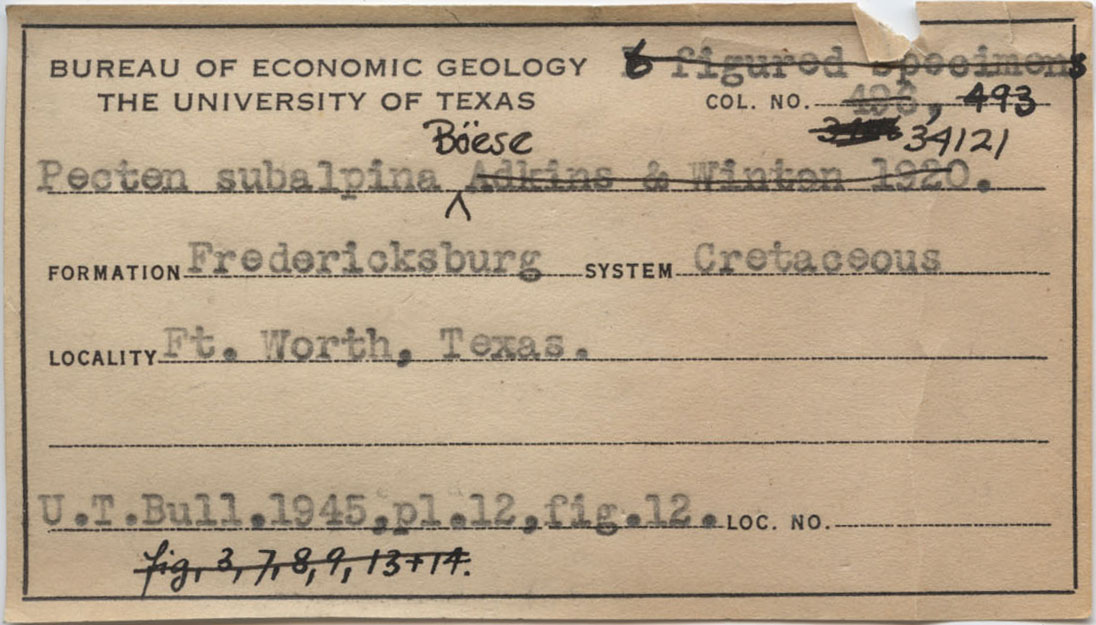 6 figured specimens
BUREAU OF ECONOMIC GEOLOGY
THE UNIVERSITY OF TEXAS
COL. NO. 493
34121
Böese
Pecten subalpina Adkins & Winton 1920.
FORMATION Fredericksburg SYSTEM Cretaceous
LOCALITY Ft. Worth, Texas.
U.T.Bull.1945,pl.12,fig.12. LOC. NO.
fig, 3, 7, 8, 9, 13+14.